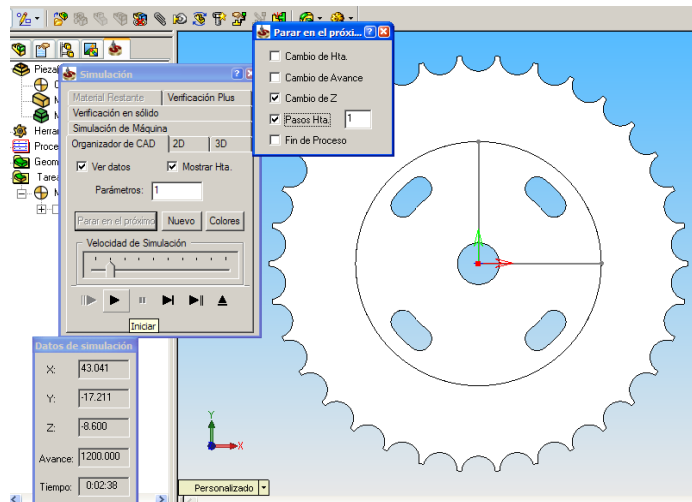 Parar en el próxi...
Cambio de Hta.
Cambio de Avance
Cambio de Z
Pasos Hta. 1
Fin de Proceso
Pieza
Herrar
Proce
Geom
Tarea
Simulación
Material Restante Verificación Plus
Verificación en sólido
Simulación de Máquina
Organizador de CAD 2D 3D
Ver datos Mostrar Hta.
Parámetros: 1
Parar en el próximo Nuevo Colores
Velocidad de Simulación
Iniciar
Datos de simulación
X: 43.041
Y: -17.211
Z: -8.600
Avance: 1200.000
Tiempo: 0:02:38
Y
X
Personalizado